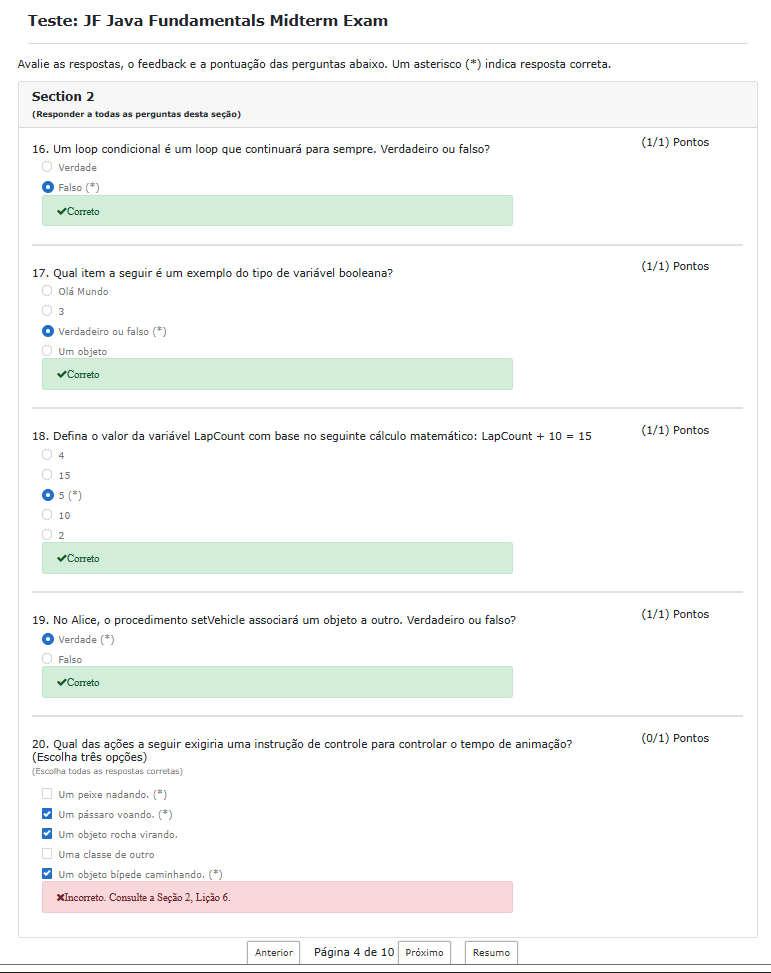 Teste: JF Java Fundamentals Midterm Exam
Avalie as respostas, o feedback e a pontuação das perguntas abaixo. Um asterisco (*) indica resposta correta.
Section 2
(Responder a todas as perguntas desta seção)
16. Um loop condicional é um loop que continuará para sempre. Verdadeiro ou falso?
(1/1) Pontos
Verdade
Falso (*)
Correto
17. Qual item a seguir é um exemplo do tipo de variável booleana?
(1/1) Pontos
Olá Mundo
3
Verdadeiro ou falso (*)
Um objeto
Correto
18. Defina o valor da variável LapCount com base no seguinte cálculo matemático: LapCount + 10 = 15
(1/1) Pontos
4
15
5 (*)
10
2
Correto
19. No Alice, o procedimento setVehicle associará um objeto a outro. Verdadeiro ou falso?
(1/1) Pontos
Verdade (*)
Falso
Correto
20. Qual das ações a seguir exigiria uma instrução de controle para controlar o tempo de animação?
(Escolha três opções)
(0/1) Pontos
(Escolha todas as respostas corretas)
Um peixe nadando. (*)
Um pássaro voando. (*)
Um objeto rocha virando.
Uma classe de outro
Um objeto bípede caminhando. (*)
Incorreto. Consulte a Seção 2, Lição 6.
Anterior Página 4 de 10 Próximo Resumo